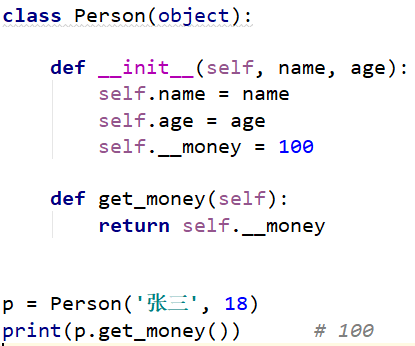 class Person(object):
def __init__(self, name, age):
self.name = name
self.age = age
self.__money = 100
def get_money(self):
return self.__money
p = Person('张三', 18)
print(p.get_money()) # 100